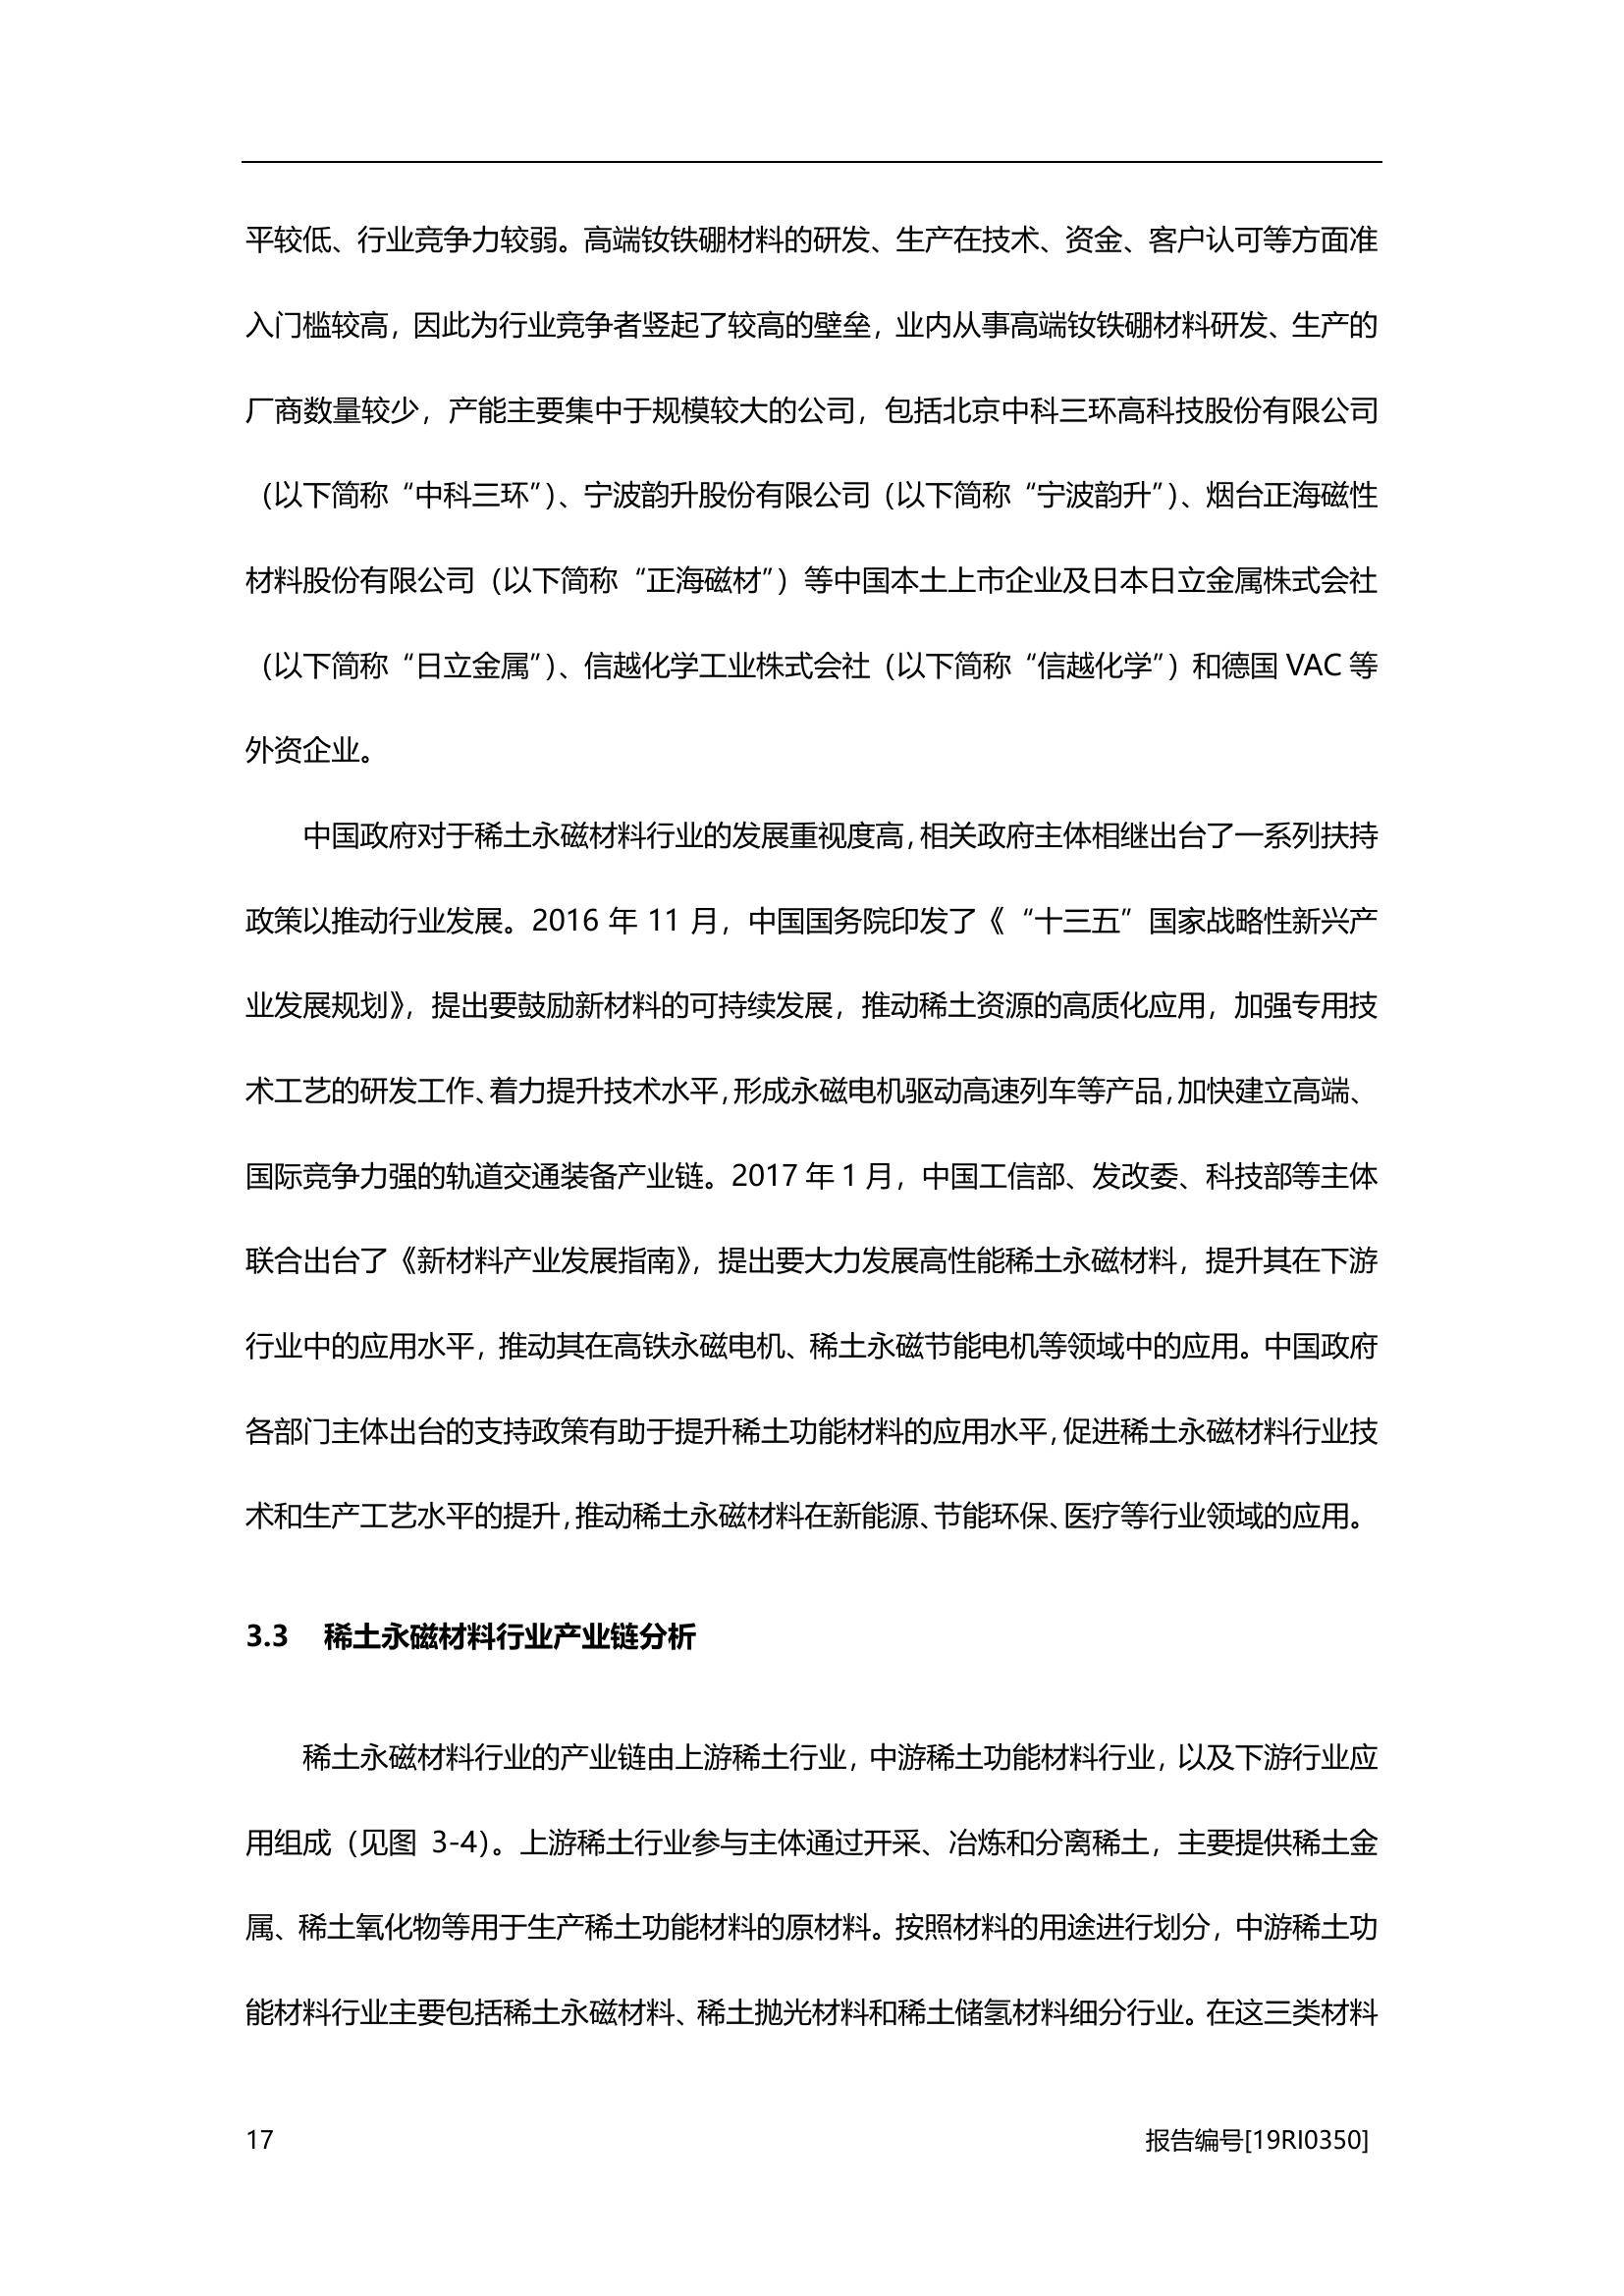 平较低、行业竞争力较弱。高端钕铁硼材料的研发、生产在技术、资金、客户认可等方面准
入门槛较高，因此为行业竞争者竖起了较高的壁垒，业内从事高端钕铁硼材料研发、生产的
厂商数量较少，产能主要集中于规模较大的公司，包括北京中科三环高科技股份有限公司
（以下简称“中科三环”）、宁波韵升股份有限公司（以下简称“宁波韵升”）、烟台正海磁性
材料股份有限公司（以下简称“正海磁材”）等中国本土上市企业及日本日立金属株式会社
（以下简称“日立金属”）、信越化学工业株式会社（以下简称“信越化学”）和德国 VAC 等
外资企业。
中国政府对于稀土永磁材料行业的发展重视度高，相关政府主体相继出台了一系列扶持
政策以推动行业发展。2016 年 11 月，中国国务院印发了《“十三五”国家战略性新兴产
业发展规划》，提出要鼓励新材料的可持续发展，推动稀土资源的高质化应用，加强专用技
术工艺的研发工作、着力提升技术水平，形成永磁电机驱动高速列车等产品，加快建立高端、
国际竞争力强的轨道交通装备产业链。2017 年 1 月，中国工信部、发改委、科技部等主体
联合出台了《新材料产业发展指南》，提出要大力发展高性能稀土永磁材料，提升其在下游
行业中的应用水平，推动其在高铁永磁电机、稀土永磁节能电机等领域中的应用。中国政府
各部门主体出台的支持政策有助于提升稀土功能材料的应用水平，促进稀土永磁材料行业技
术和生产工艺水平的提升，推动稀土永磁材料在新能源、节能环保、医疗等行业领域的应用。
3.3 稀土永磁材料行业产业链分析
稀土永磁材料行业的产业链由上游稀土行业，中游稀土功能材料行业，以及下游行业应
用组成（见图 3-4）。上游稀土行业参与主体通过开采、冶炼和分离稀土，主要提供稀土金
属、稀土氧化物等用于生产稀土功能材料的原材料。按照材料的用途进行划分，中游稀土功
能材料行业主要包括稀土永磁材料、稀土抛光材料和稀土储氢材料细分行业。在这三类材料
17 报告编号[19RI0350]